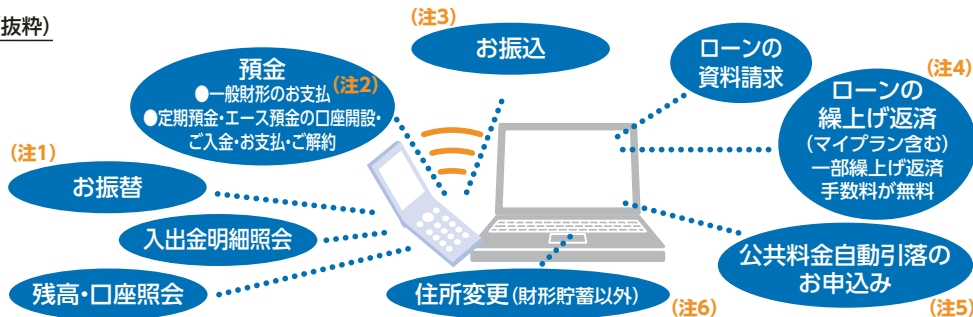 抜粋）
（注3）
お振込
ローンの
資料請求
預金
●一般財形のお支払（注2）
●定期預金・エース預金の口座開設・
ご入金・お支払・ご解約
（注4）
ローンの
繰上げ返済
（マイプラン含む）
一部繰上げ返済
手数料が無料
（注1）
お振替
入出金明細照会
残高・口座照会
住所変更（財形貯蓄以外）
（注6）
公共料金自動引落の
お申込み
（注5）